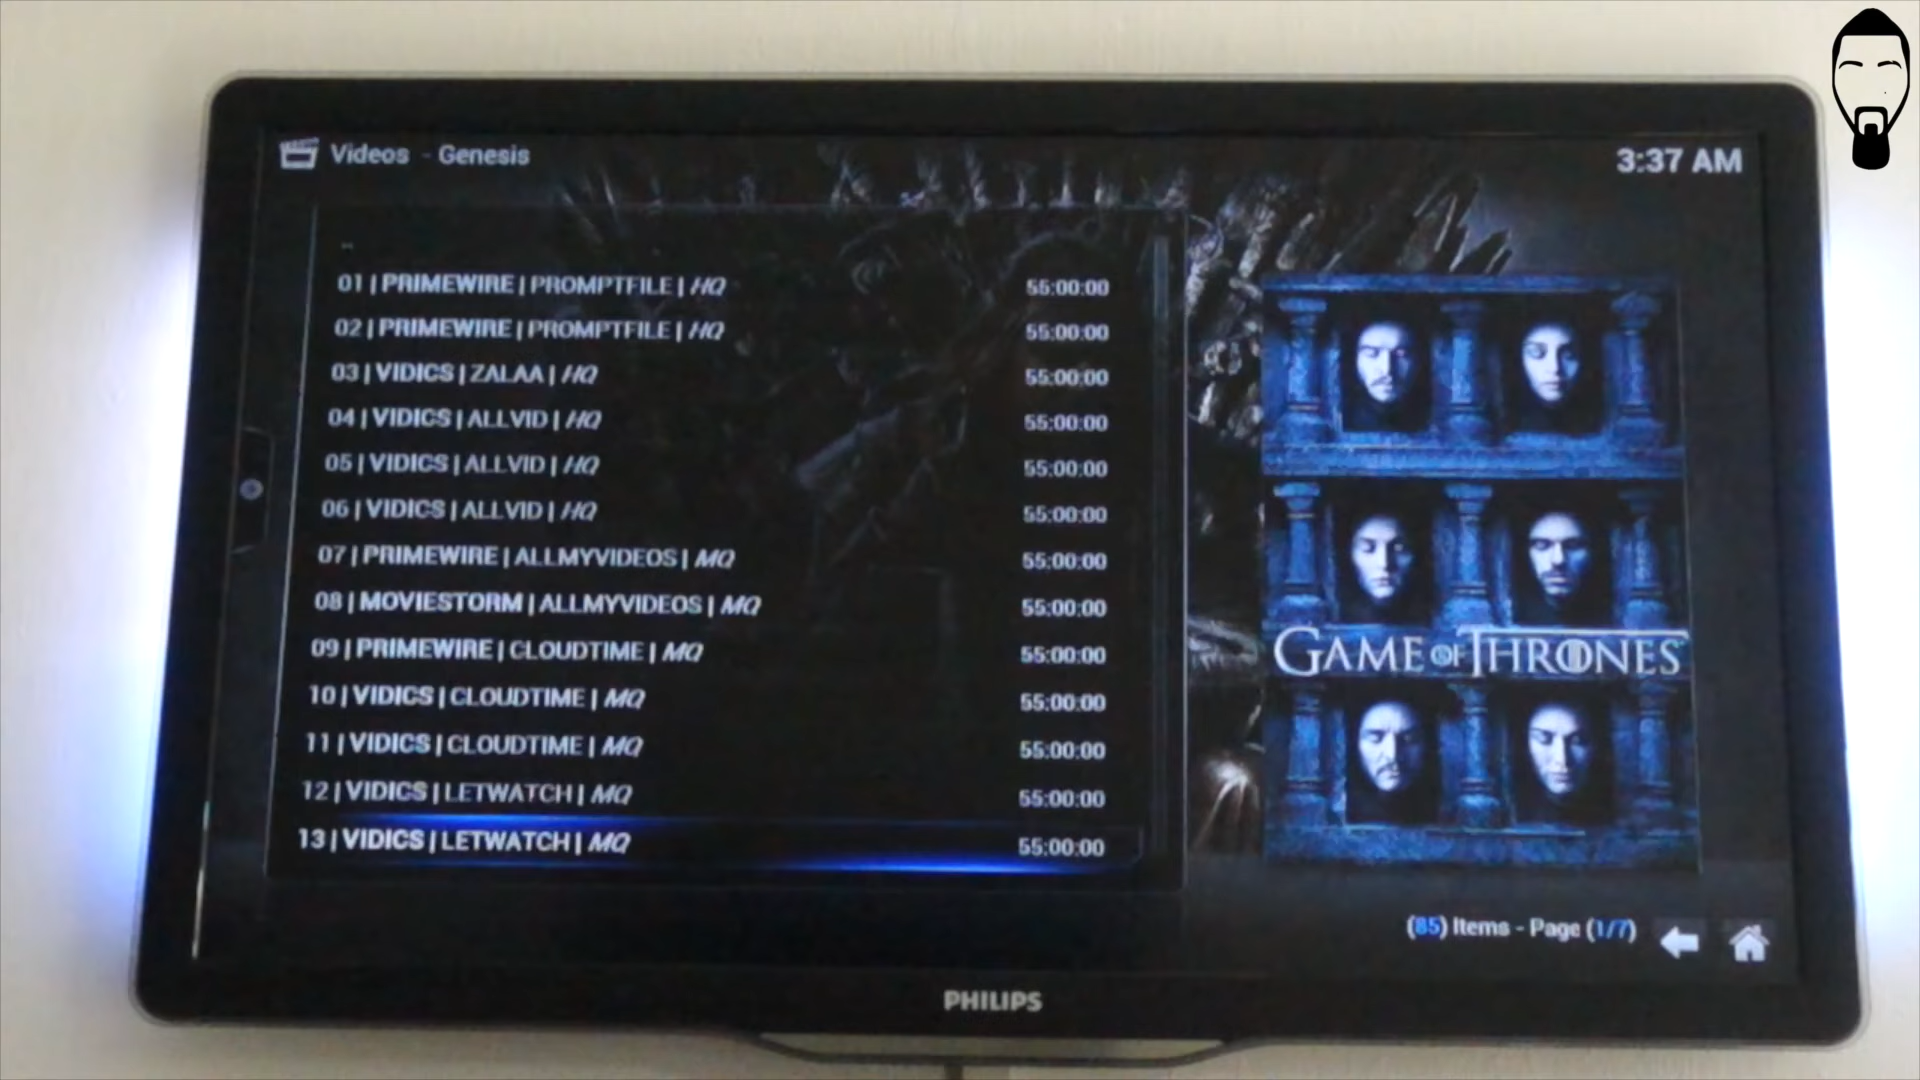 Videos - Genesis
3:37 AM
..
01 | PRIMEWIRE | PROMPTFILE | HQ 55:00:00
02 | PRIMEWIRE | PROMPTFILE | HQ 55:00:00
03 | VIDICS | ZALAA | HQ 55:00:00
04 | VIDICS | ALLVID | HQ 55:00:00
05 | VIDICS | ALLVID | HQ 55:00:00
06 | VIDICS | ALLVID | HQ 55:00:00
07 | PRIMEWIRE | ALLMYVIDEOS | MQ 55:00:00
08 | MOVIESTORM | ALLMYVIDEOS | MQ 55:00:00
09 | PRIMEWIRE | CLOUDTIME | MQ 55:00:00
10 | VIDICS | CLOUDTIME | MQ 55:00:00
11 | VIDICS | CLOUDTIME | MQ 55:00:00
12 | VIDICS | LETWATCH | MQ 55:00:00
13 | VIDICS | LETWATCH | MQ 55:00:00
GAME OF THRONES
(85) Items - Page (1/7)
PHILIPS